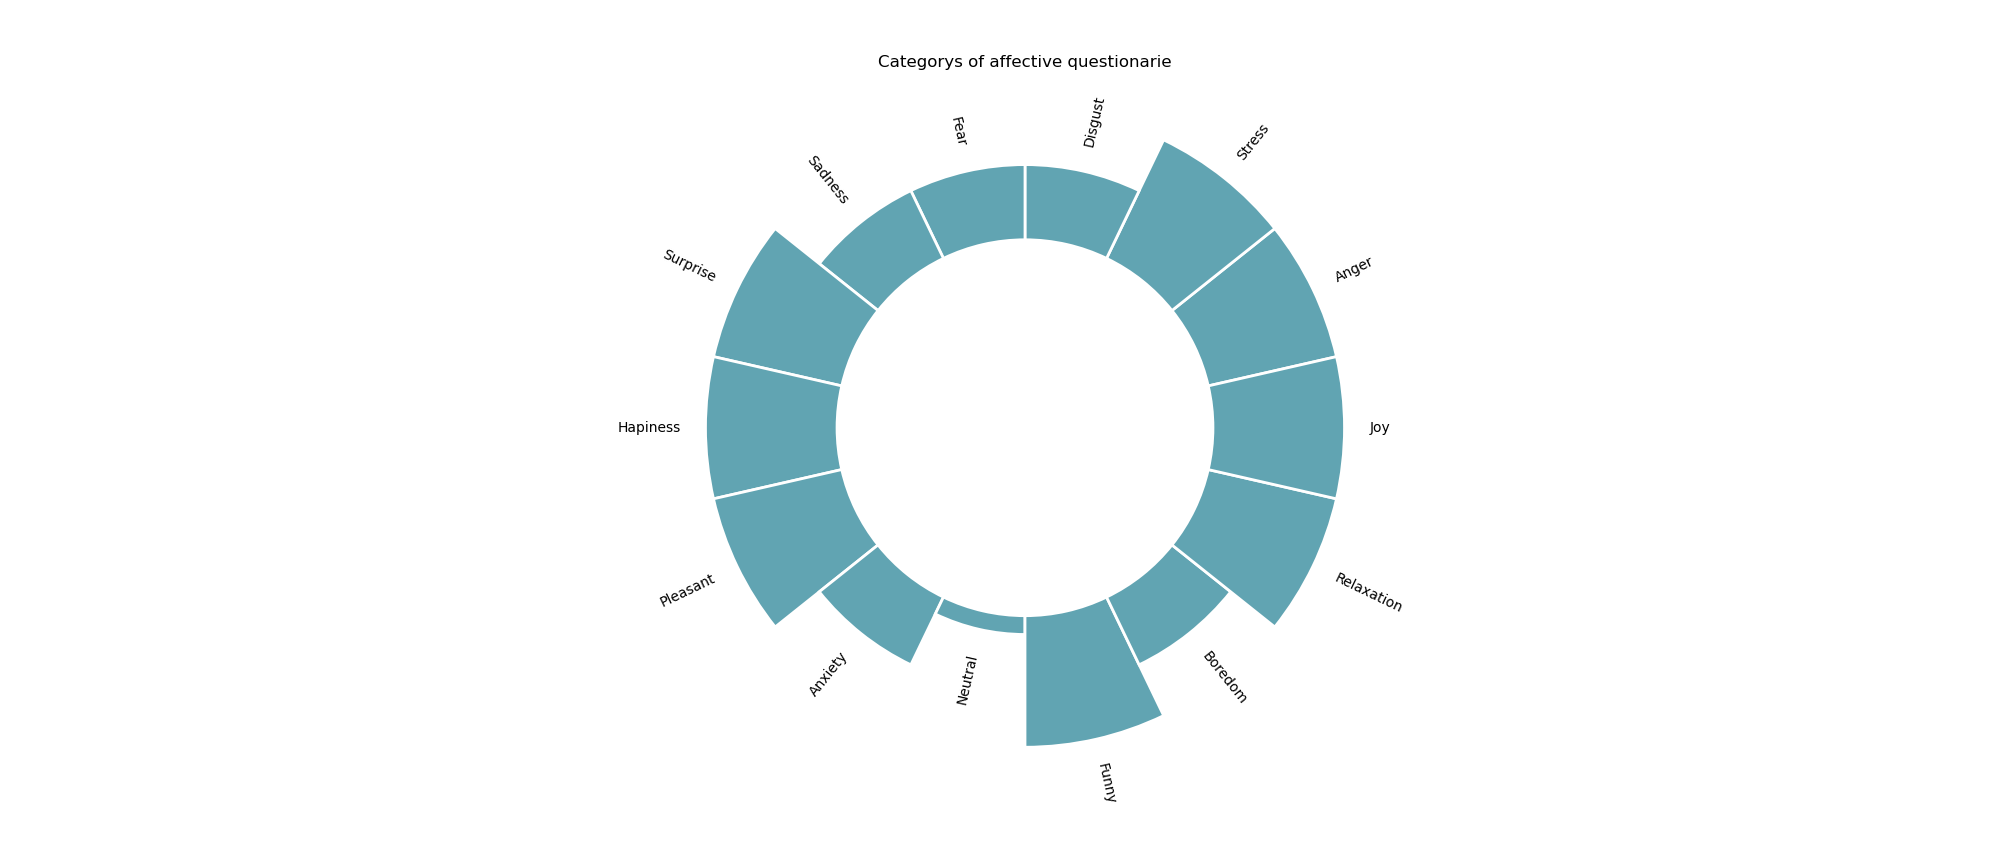 Categorys of affective questionarie
Disgust
Fear
Stress
Sadness
Surprise
Anger
Hapiness
Joy
Pleasant
Relaxation
Anxiety
Neutral
Boredom
Funny